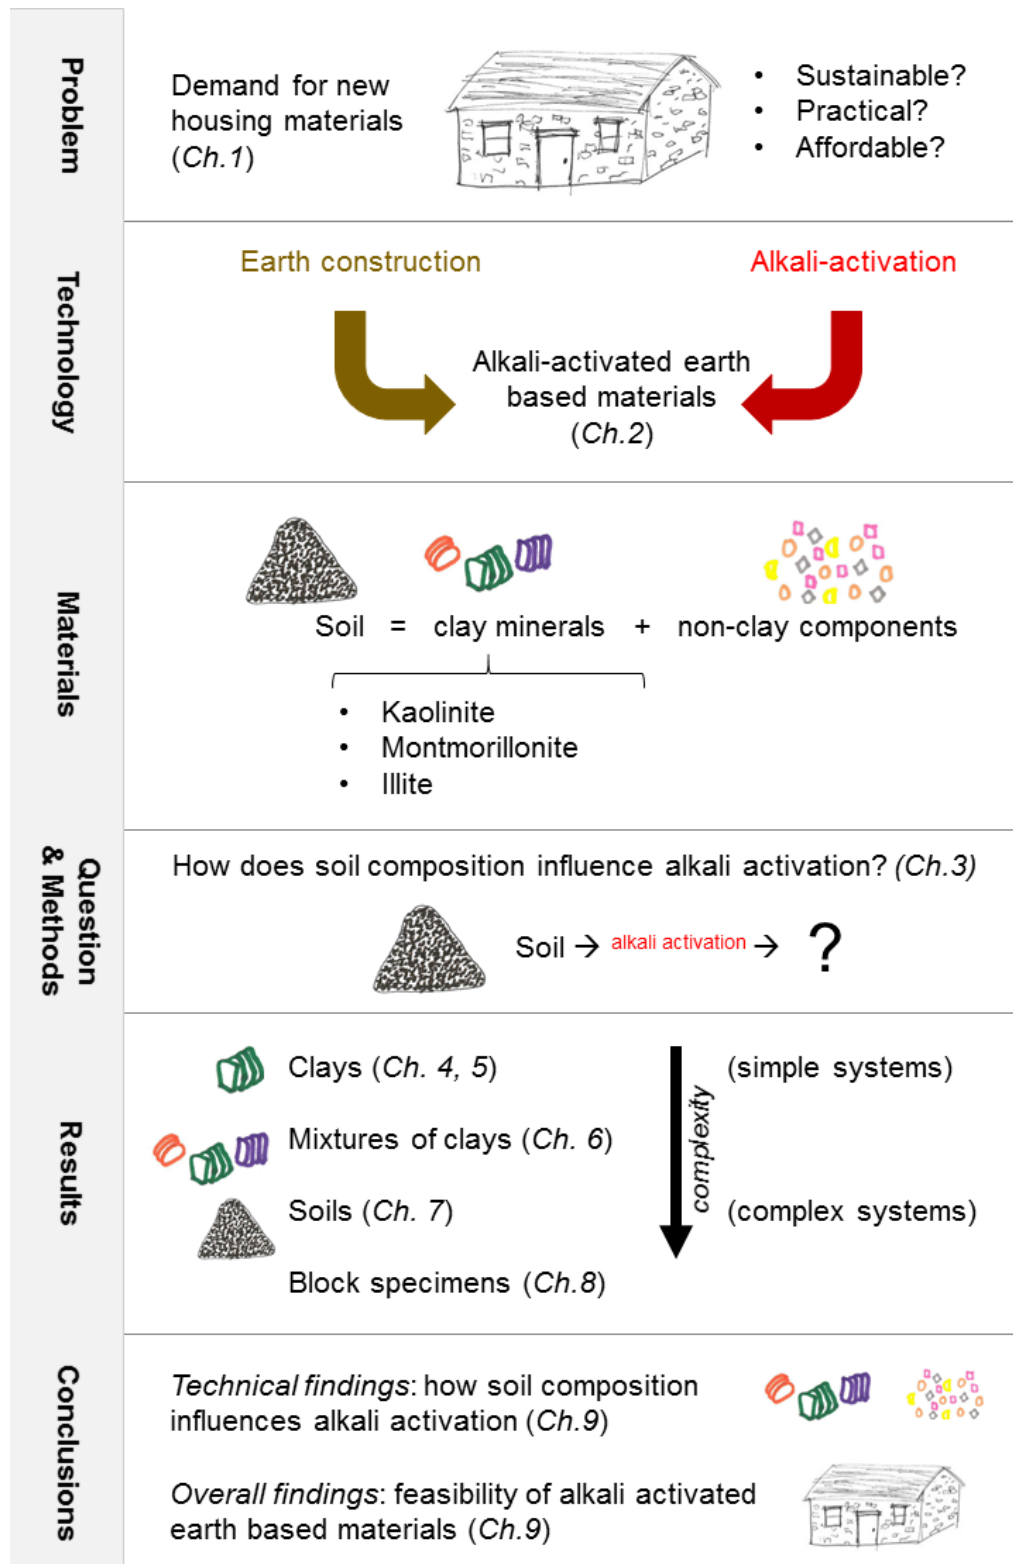 Problem
Demand for new
housing materials
(Ch.1)
• Sustainable?
• Practical?
• Affordable?
Technology
Earth construction
Alkali-activation
Alkali-activated earth
based materials
(Ch.2)
Materials
Soil = clay minerals + non-clay components
• Kaolinite
• Montmorillonite
• Illite
Question
& Methods
How does soil composition influence alkali activation? (Ch.3)
Soil → alkali activation → ?
Results
Clays (Ch. 4, 5)
Mixtures of clays (Ch. 6)
Soils (Ch. 7)
Block specimens (Ch.8)
complexity
(simple systems)
(complex systems)
Conclusions
Technical findings: how soil composition
influences alkali activation (Ch.9)
Overall findings: feasibility of alkali activated
earth based materials (Ch.9)